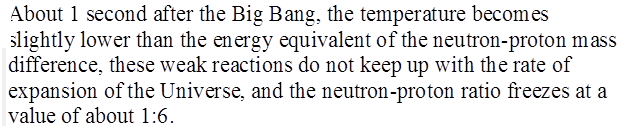 About 1 second after the Big Bang, the temperature becomes
slightly lower than the energy equivalent of the neutron-proton mass
difference, these weak reactions do not keep up with the rate of
expansion of the Universe, and the neutron-proton ratio freezes at a
value of about 1:6.